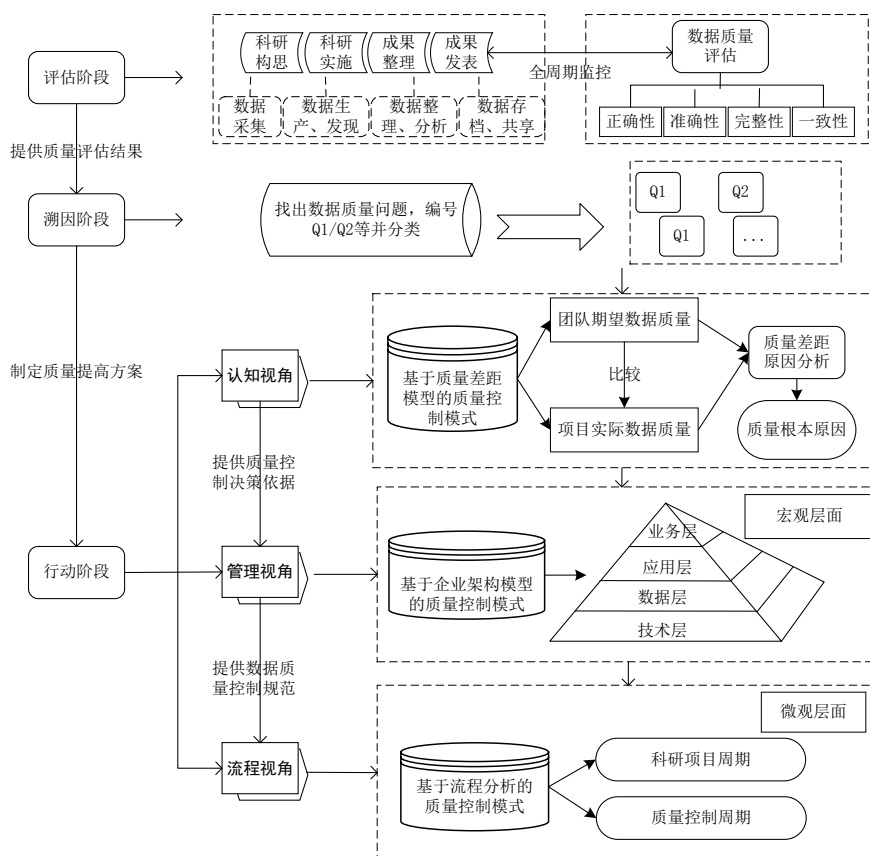 科研
构思
科研
实施
成果
整理
成果
发表
数据质量
评估
评估阶段
全周期监控
数据
采集
数据生
产、发现
数据整
理、分析
数据存
档、共享
正确性
准确性
完整性
一致性
提供质量评估结果
溯因阶段
找出数据质量问题，编号
Q1/Q2等并分类
Q1
Q2
Q1
...
制定质量提高方案
认知视角
基于质量差距
模型的质量控
制模式
团队期望数据质量
比较
项目实际数据质量
质量差距
原因分析
质量根本原因
提供质量控
制决策依据
行动阶段
管理视角
基于企业架构模型
的质量控制模式
宏观层面
业务层
应用层
数据层
技术层
提供数据质
量控制规范
流程视角
基于流程分析的
质量控制模式
微观层面
科研项目周期
质量控制周期